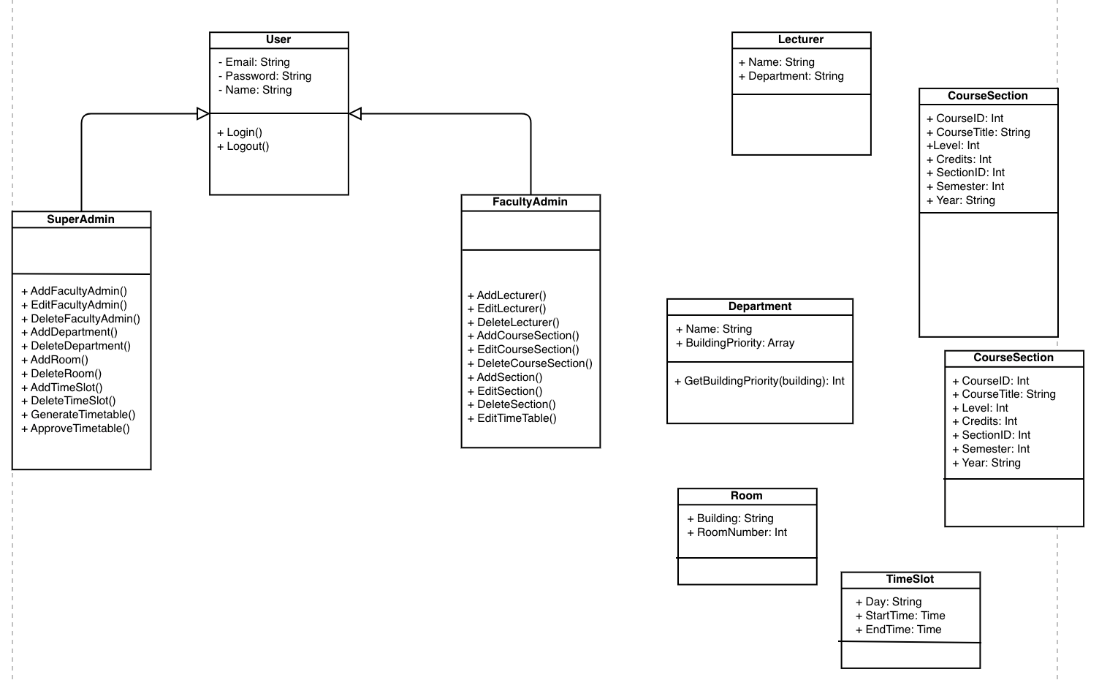 User
- Email: String
- Password: String
- Name: String
+ Login()
+ Logout()
SuperAdmin
+ AddFacultyAdmin()
+ EditFacultyAdmin()
+ DeleteFacultyAdmin()
+ AddDepartment()
+ DeleteDepartment()
+ AddRoom()
+ DeleteRoom()
+ AddTimeSlot()
+ DeleteTimeSlot()
+ GenerateTimetable()
+ ApproveTimetable()
FacultyAdmin
+ AddLecturer()
+ EditLecturer()
+ DeleteLecturer()
+ AddCourseSection()
+ EditCourseSection()
+ DeleteCourseSection()
+ AddSection()
+ EditSection()
+ DeleteSection()
+ EditTimeTable()
Lecturer
+ Name: String
+ Department: String
CourseSection
+ CourseID: Int
+ CourseTitle: String
+Level: Int
+ Credits: Int
+ SectionID: Int
+ Semester: Int
+ Year: String
Department
+ Name: String
+ BuildingPriority: Array
+ GetBuildingPriority(building): Int
CourseSection
+ CourseID: Int
+ CourseTitle: String
+ Level: Int
+ Credits: Int
+ SectionID: Int
+ Semester: Int
+ Year: String
Room
+ Building: String
+ RoomNumber: Int
TimeSlot
+ Day: String
+ StartTime: Time
+ EndTime: Time